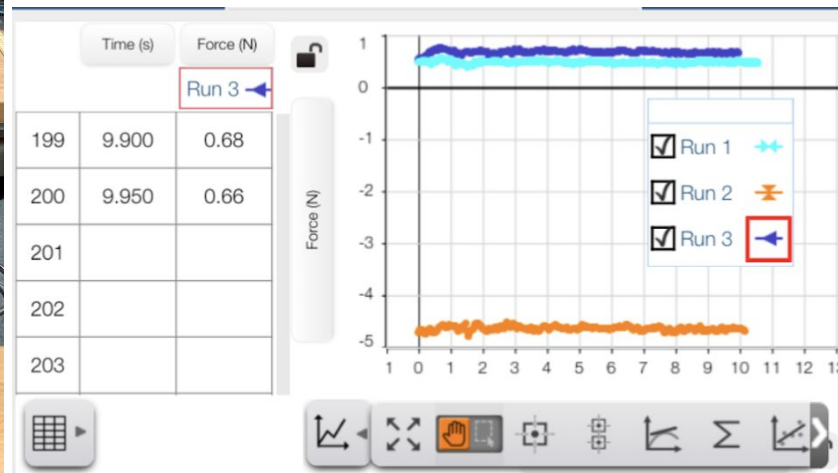 Time (s) Force (N)
Run 3
199 9.900 0.68
200 9.950 0.66
201
202
203
Force (N)
1
0
-1
-2
-3
-4
-5
1 0 1 2 3 4 5 6 7 8 9 10 11 12
Run 1
Run 2
Run 3
Σ